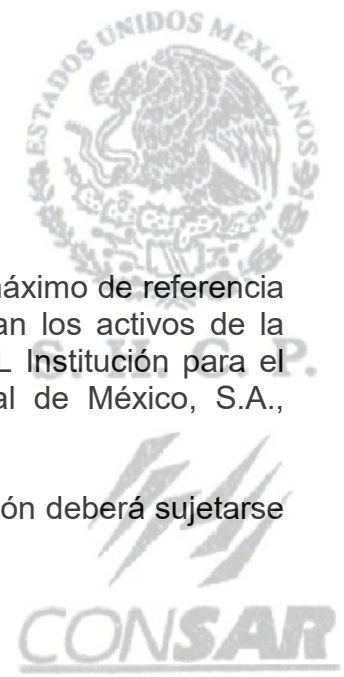 ESTADOS UNIDOS MEXICANOS
máximo de referencia
an los activos de la
S. H. C. P.
L Institución para el
al de México, S.A.,
ón deberá sujetarse
CONSAR